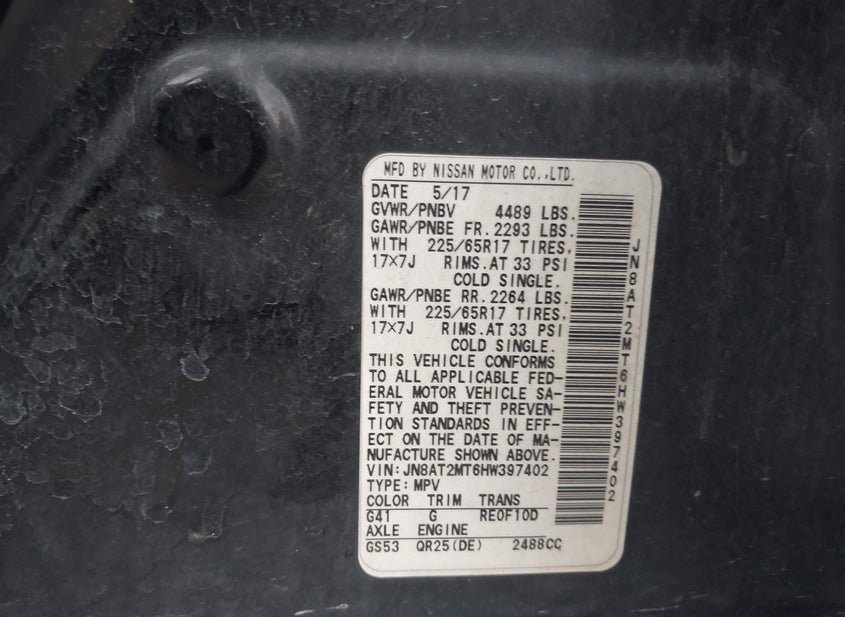 MFD BY NISSAN MOTOR CO.,LTD.
DATE 5/17
GVWR/PNBV 4489 LBS.
GAWR/PNBE FR. 2293 LBS.
WITH 225/65R17 TIRES,
17×7J RIMS.AT 33 PSI
COLD SINGLE.
GAWR/PNBE RR. 2264 LBS.
WITH 225/65R17 TIRES,
17×7J RIMS.AT 33 PSI
COLD SINGLE.
THIS VEHICLE CONFORMS
TO ALL APPLICABLE FED-
ERAL MOTOR VEHICLE SA-
FETY AND THEFT PREVEN-
TION STANDARDS IN EFF-
ECT ON THE DATE OF MA-
NUFACTURE SHOWN ABOVE.
VIN:JN8AT2MT6HW397402
TYPE:MPV
COLOR TRIM TRANS
G41 G RE0F10D
AXLE ENGINE
GS53 QR25(DE) 2488CC
JN8AT2MT6HW397402